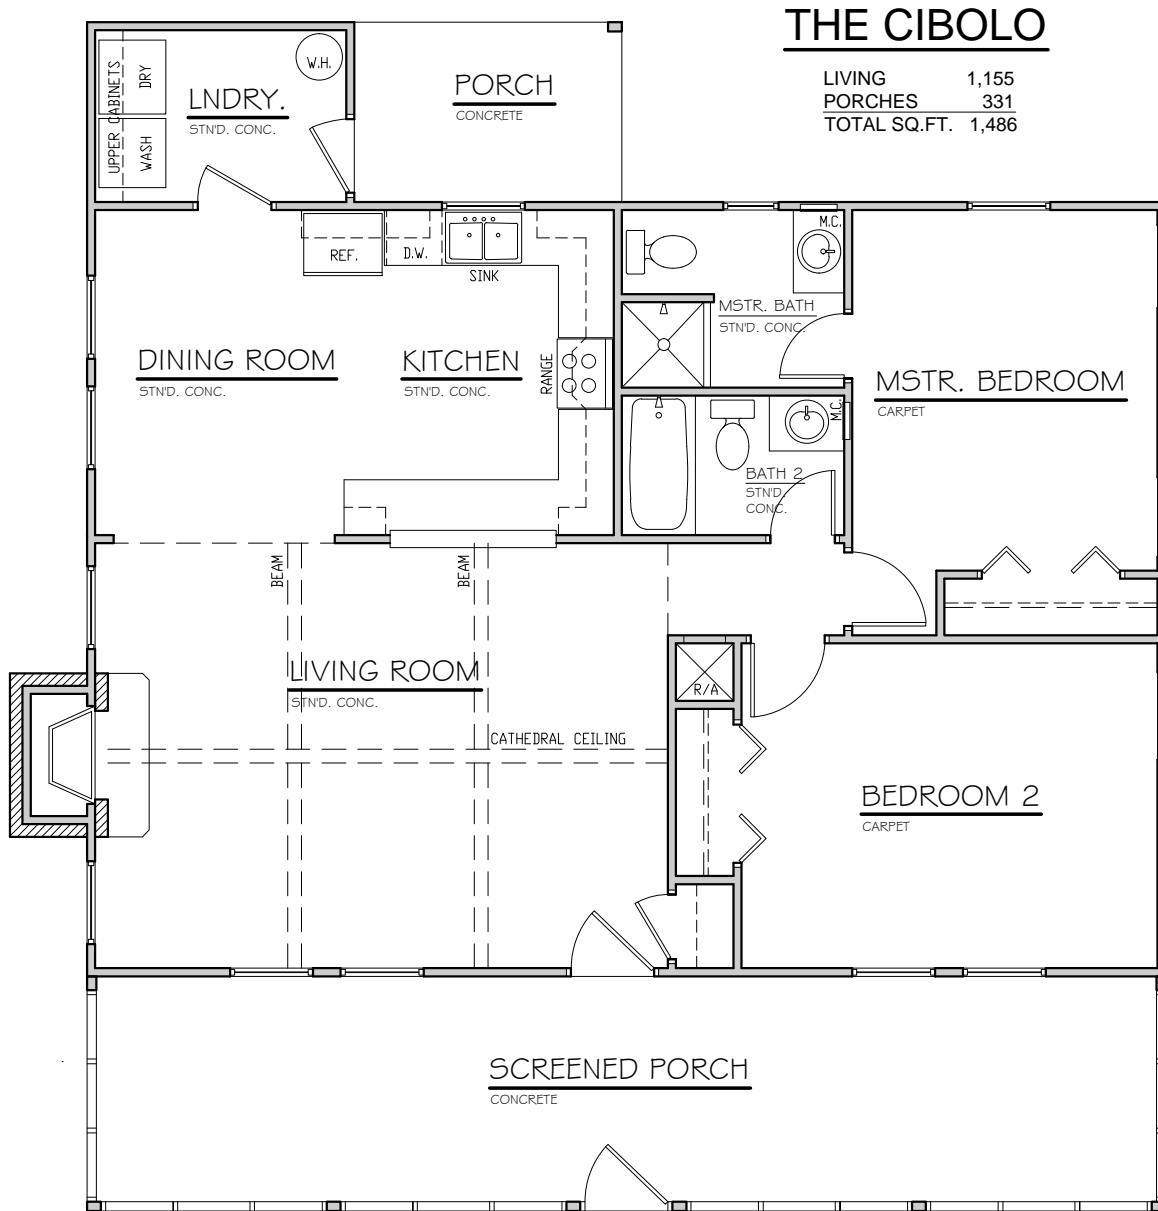 THE CIBOLO
LIVING 1,155
PORCHES 331
TOTAL SQ.FT. 1,486
UPPER CABINETS
DRY
WASH
W.H.
LNDRY.
STN'D. CONC.
PORCH
CONCRETE
REF.
D.W.
SINK
M.C.
DINING ROOM
STN'D. CONC.
KITCHEN
STN'D. CONC.
RANGE
MSTR. BATH
STN'D. CONC.
MSTR. BEDROOM
CARPET
M.C.
BATH 2
STN'D.
CONC.
BEAM
BEAM
LIVING ROOM
STN'D. CONC.
R/A
CATHEDRAL CEILING
BEDROOM 2
CARPET
SCREENED PORCH
CONCRETE